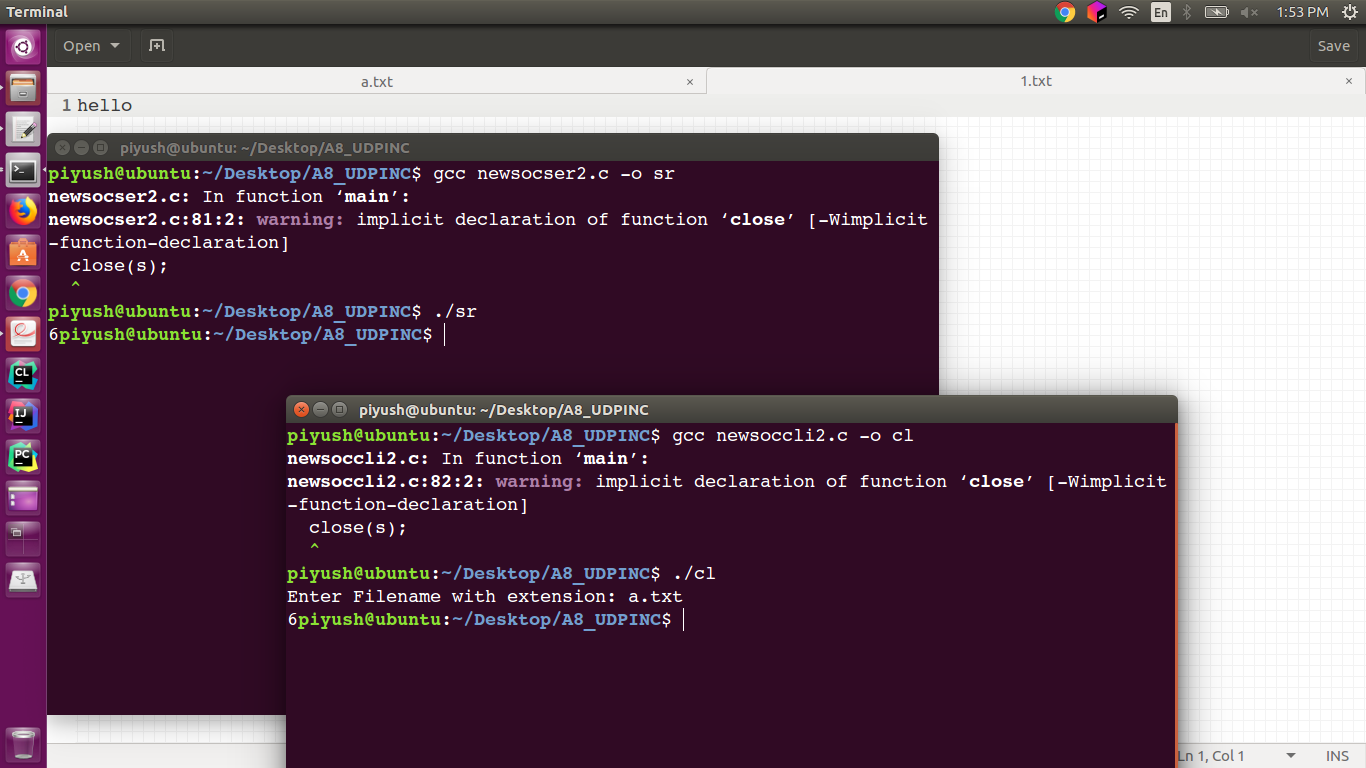 Terminal
En
1:53 PM
Open
Save
a.txt ×
1.txt ×
1 hello
piyush@ubuntu: ~/Desktop/A8_UDPINC
piyush@ubuntu:~/Desktop/A8_UDPINC$ gcc newsocser2.c -o sr
newsocser2.c: In function ‘main’:
newsocser2.c:81:2: warning: implicit declaration of function ‘close’ [-Wimplicit
-function-declaration]
close(s);
^
piyush@ubuntu:~/Desktop/A8_UDPINC$ ./sr
6piyush@ubuntu:~/Desktop/A8_UDPINC$
piyush@ubuntu: ~/Desktop/A8_UDPINC
piyush@ubuntu:~/Desktop/A8_UDPINC$ gcc newsoccli2.c -o cl
newsoccli2.c: In function ‘main’:
newsoccli2.c:82:2: warning: implicit declaration of function ‘close’ [-Wimplicit
-function-declaration]
close(s);
^
piyush@ubuntu:~/Desktop/A8_UDPINC$ ./cl
Enter Filename with extension: a.txt
6piyush@ubuntu:~/Desktop/A8_UDPINC$
CL
IJ
PC
Ln 1, Col 1
INS